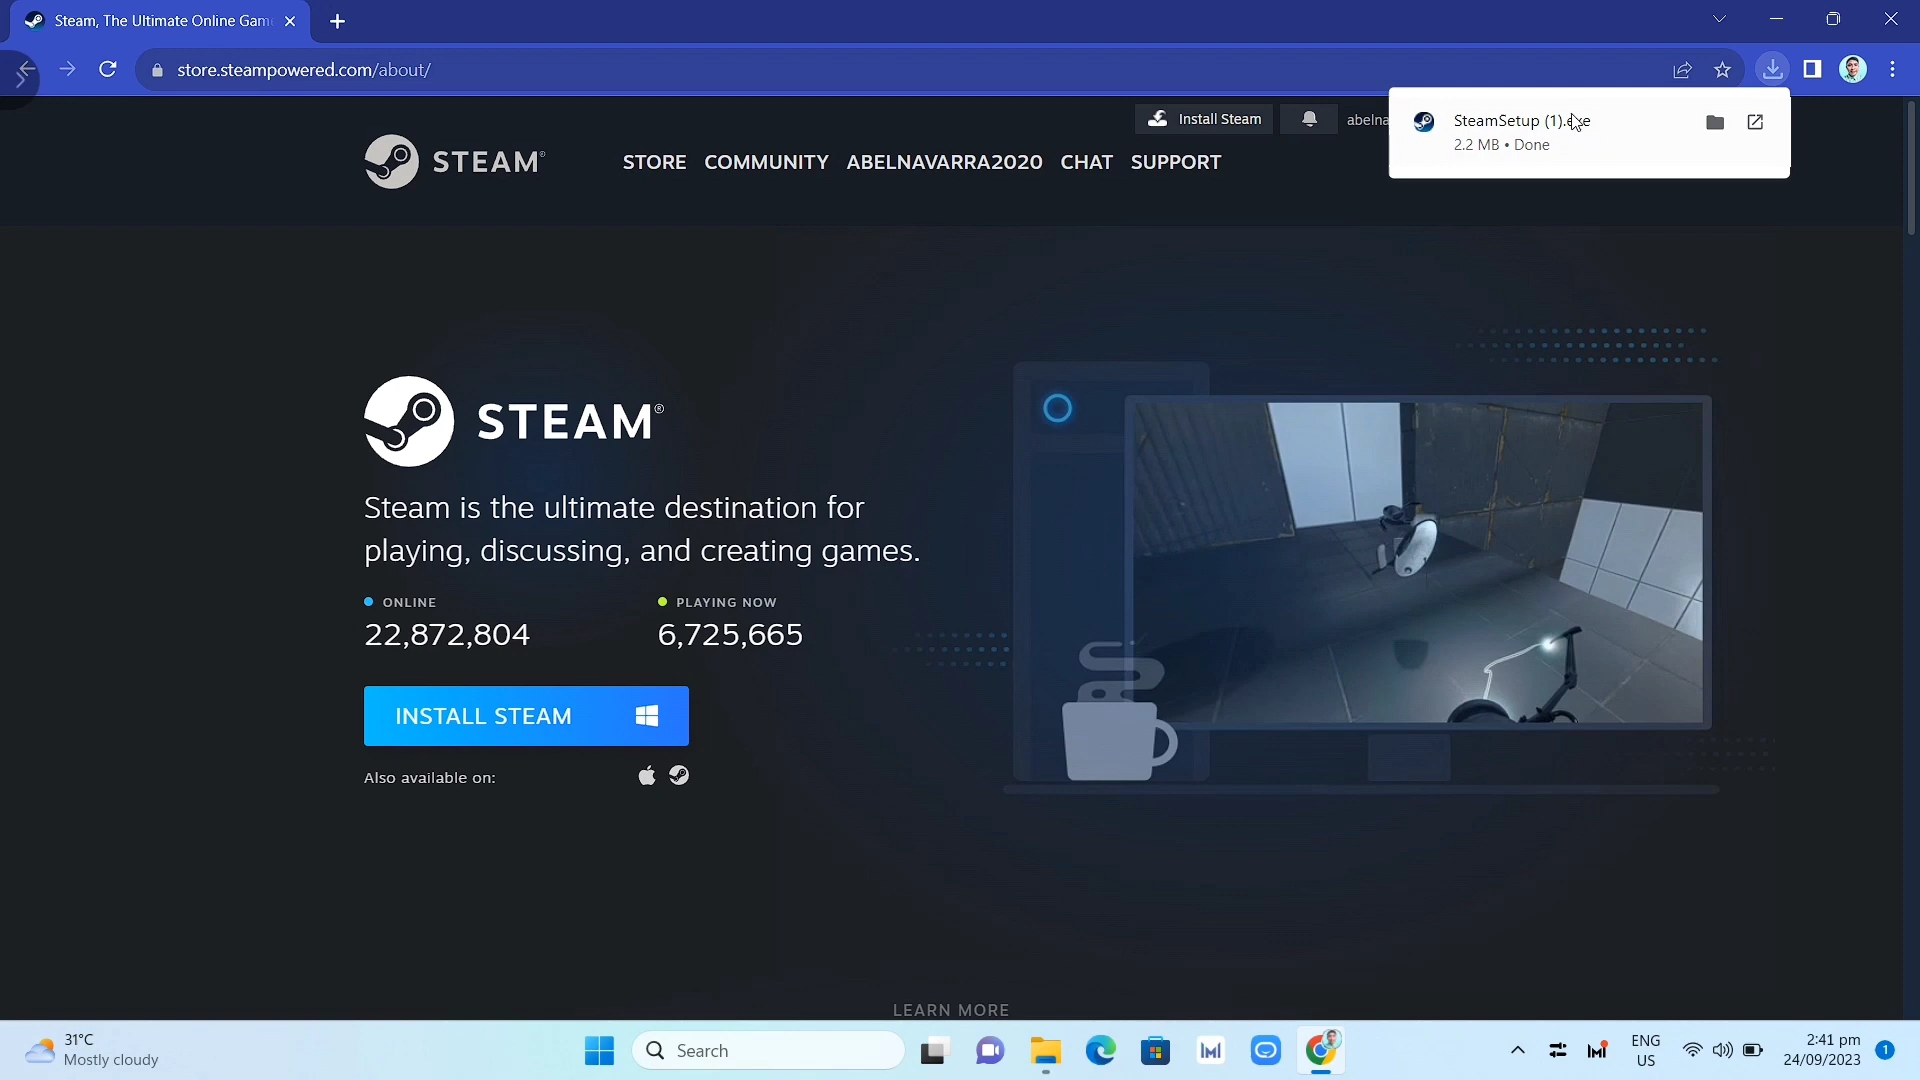 Steam, The Ultimate Online Game
store.steampowered.com/about/
SteamSetup (1).exe
2.2 MB • Done
Install Steam
abelna
STEAM®
STORE COMMUNITY ABELNAVARRA2020 CHAT SUPPORT
STEAM®
Steam is the ultimate destination for
playing, discussing, and creating games.
ONLINE
22,872,804
PLAYING NOW
6,725,665
INSTALL STEAM
Also available on:
LEARN MORE
31°C
Mostly cloudy
Search
ENG
US
2:41 pm
24/09/2023
1